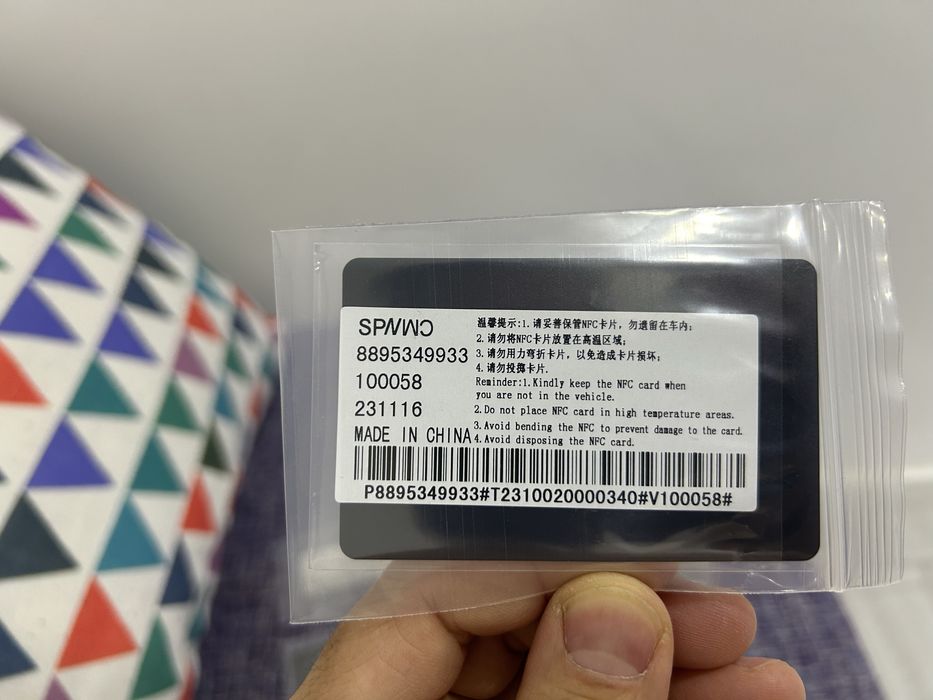 8895349933
100058
231116
MADE IN CHINA
温馨提示:1.请妥善保管NFC卡片，勿遗留在车内;
2.请勿将NFC卡片放置在高温区域;
3.请勿用力弯折卡片，以免造成卡片损坏;
4.请勿投掷卡片.
Reminder:1.Kindly keep the NFC card when
you are not in the vehicle.
2.Do not place NFC card in high temperature areas.
3.Avoid bending the NFC to prevent damage to the card.
4.Avoid disposing the NFC card.
P8895349933#T2310020000340#V100058#